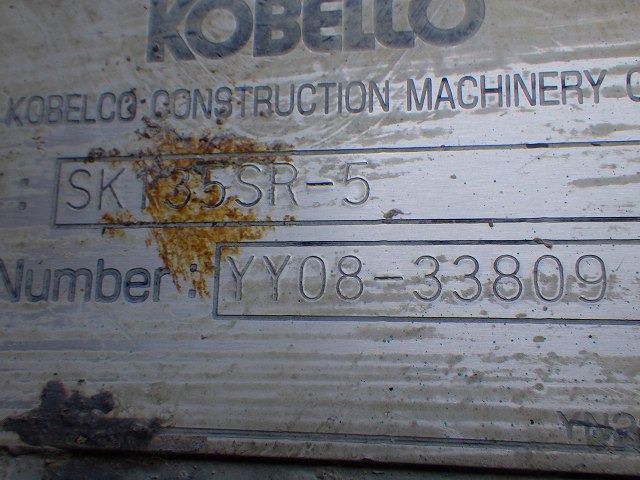 KOBELCO
KOBELCO CONSTRUCTION MACHINERY
: SK135SR-5
Number: YY08-33809